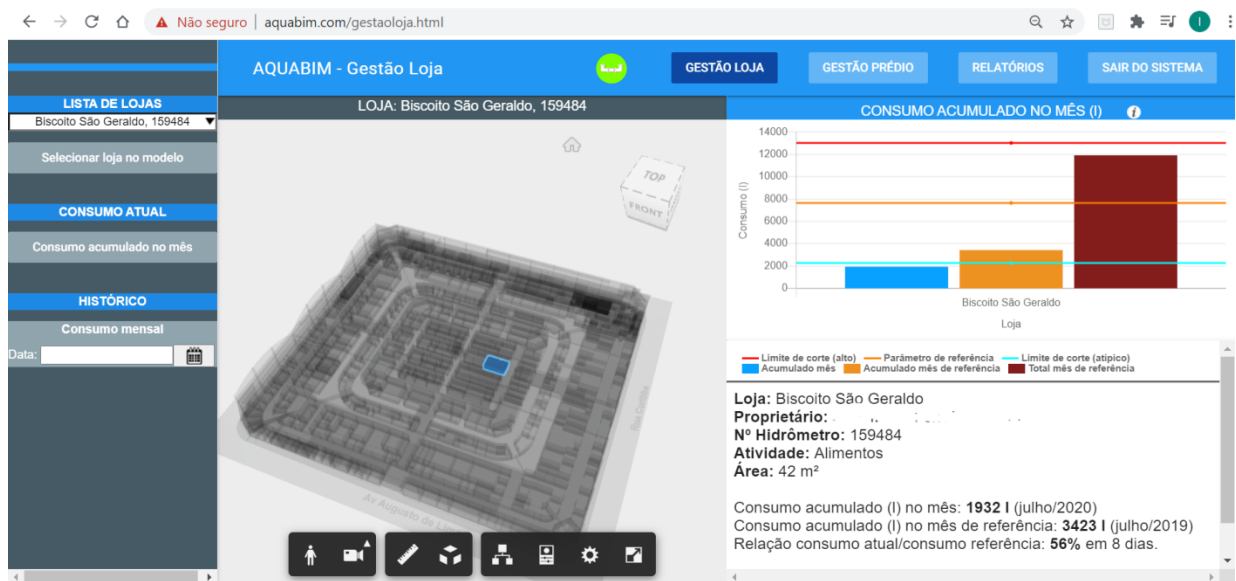 Não seguro | aquabim.com/gestaoloja.html
I
AQUABIM - Gestão Loja
GESTÃO LOJA
GESTÃO PRÉDIO
RELATÓRIOS
SAIR DO SISTEMA
LISTA DE LOJAS
Biscoito São Geraldo, 159484
Selecionar loja no modelo
CONSUMO ATUAL
Consumo acumulado no mês
HISTÓRICO
Consumo mensal
Data:
LOJA: Biscoito São Geraldo, 159484
TOP
FRONT
Rua Curitiba
Av Augusto de Lima
CONSUMO ACUMULADO NO MÊS (l)
14000
12000
10000
8000
6000
4000
2000
0
Consumo (l)
Biscoito São Geraldo
Loja
Limite de corte (alto) Parâmetro de referência Limite de corte (atípico)
Acumulado mês Acumulado mês de referência Total mês de referência
Loja: Biscoito São Geraldo
Proprietário:
Nº Hidrômetro: 159484
Atividade: Alimentos
Área: 42 m²
Consumo acumulado (l) no mês: 1932 l (julho/2020)
Consumo acumulado (l) no mês de referência: 3423 l (julho/2019)
Relação consumo atual/consumo referência: 56% em 8 dias.